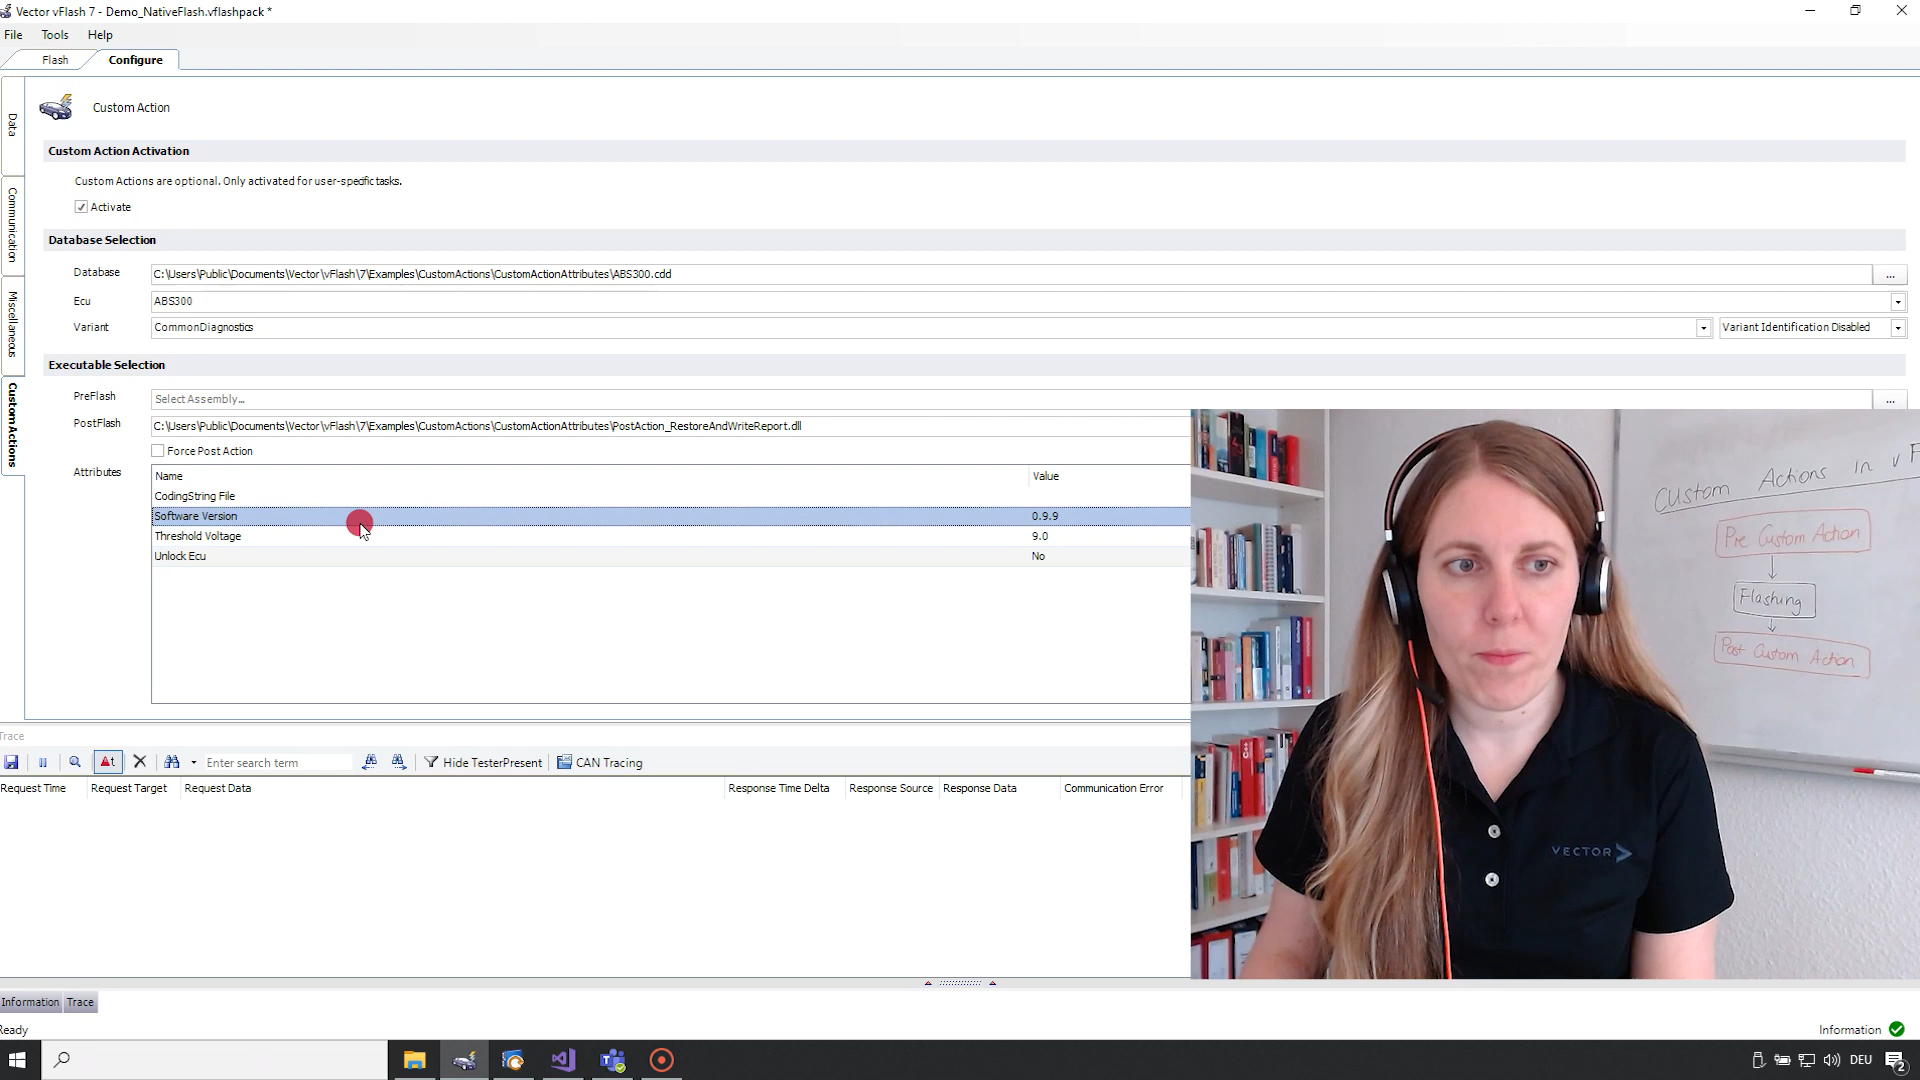 Vector vFlash 7 - Demo_NativeFlash.vflashpack *
File Tools Help
Flash Configure
Data
Communication
Miscellaneous
Custom Actions
Custom Action
Custom Action Activation
Custom Actions are optional. Only activated for user-specific tasks.
Activate
Database Selection
Database C:\Users\Public\Documents\Vector\vFlash\7\Examples\CustomActions\CustomActionAttributes\ABS300.cdd ...
Ecu ABS300
Variant CommonDiagnostics Variant Identification Disabled
Executable Selection
PreFlash Select Assembly... ...
PostFlash C:\Users\Public\Documents\Vector\vFlash\7\Examples\CustomActions\CustomActionAttributes\PostAction_RestoreAndWriteReport.dll
Force Post Action
Attributes Name Value
CodingString File
Software Version 0.9.9
Threshold Voltage 9.0
Unlock Ecu No
Custom Actions in vF
Pre Custom Action
Flashing
Post Custom Action
VECTOR
Trace
Enter search term Hide TesterPresent CAN Tracing
Request Time Request Target Request Data Response Time Delta Response Source Response Data Communication Error
Information Trace
Ready Information
DEU 2